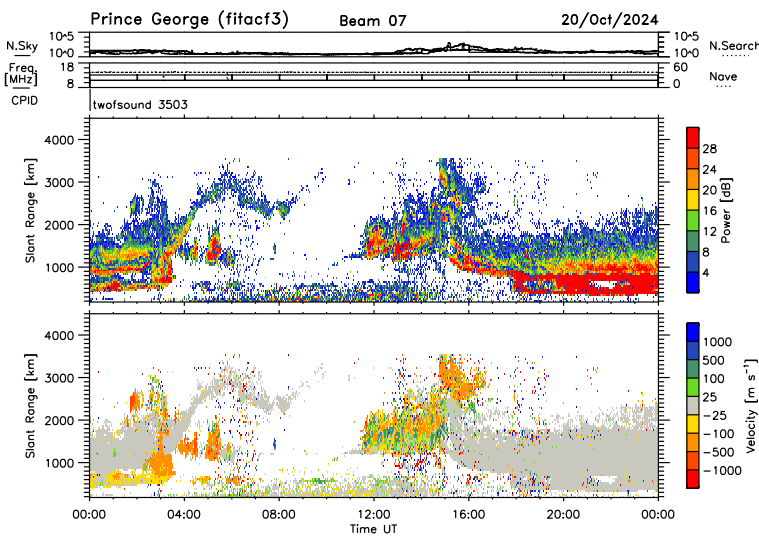 Prince George (fitacf3) Beam 07 20/Oct/2024
N.Sky 10^5 10^0 10^5 10^0 N.Search
Freq [MHz] 18 8 60 0 Nave
CPID twofsound 3503
Slant Range [km] 4000 3000 2000 1000
28 24 20 16 12 8 4 Power [dB]
Slant Range [km] 4000 3000 2000 1000
1000 500 100 25 -25 -100 -500 -1000 Velocity [m s⁻¹]
00:00 04:00 08:00 12:00 16:00 20:00 00:00
Time UT